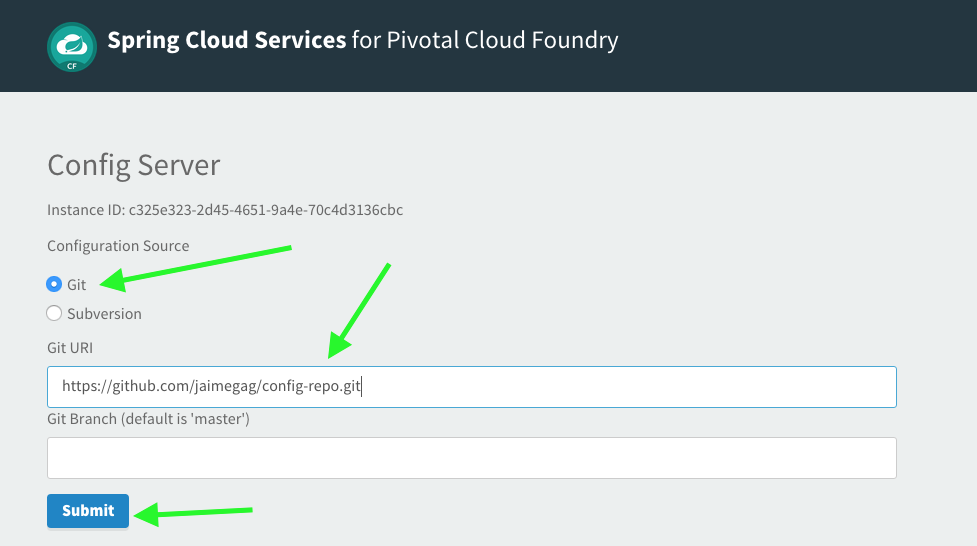 Spring Cloud Services for Pivotal Cloud Foundry
CF
Config Server
Instance ID: c325e323-2d45-4651-9a4e-70c4d3136cbc
Configuration Source
Git
Subversion
Git URI
https://github.com/jaimegag/config-repo.git
Git Branch (default is 'master')
Submit